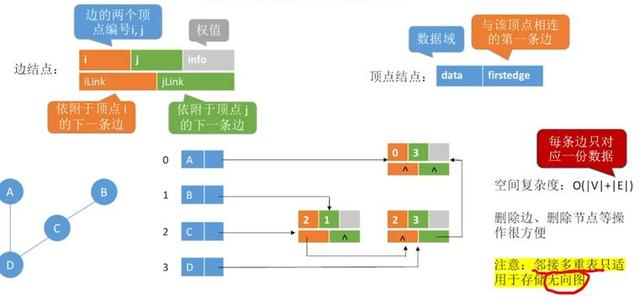 边的两个顶
点编号i,j
权值
边结点：
i
j
info
iLink
jLink
依附于顶点 i
的下一条边
依附于顶点 j
的下一条边
数据域
与该顶点相连
的第一条边
顶点结点：
data
firstedge
A
B
C
D
0
A
1
B
2
C
3
D
0
3
^
^
2
1
^
2
3
每条边只对
应一份数据
空间复杂度：O(|V|+|E|)
删除边、删除节点等操
作很方便
注意：邻接多重表只适
用于存储无向图